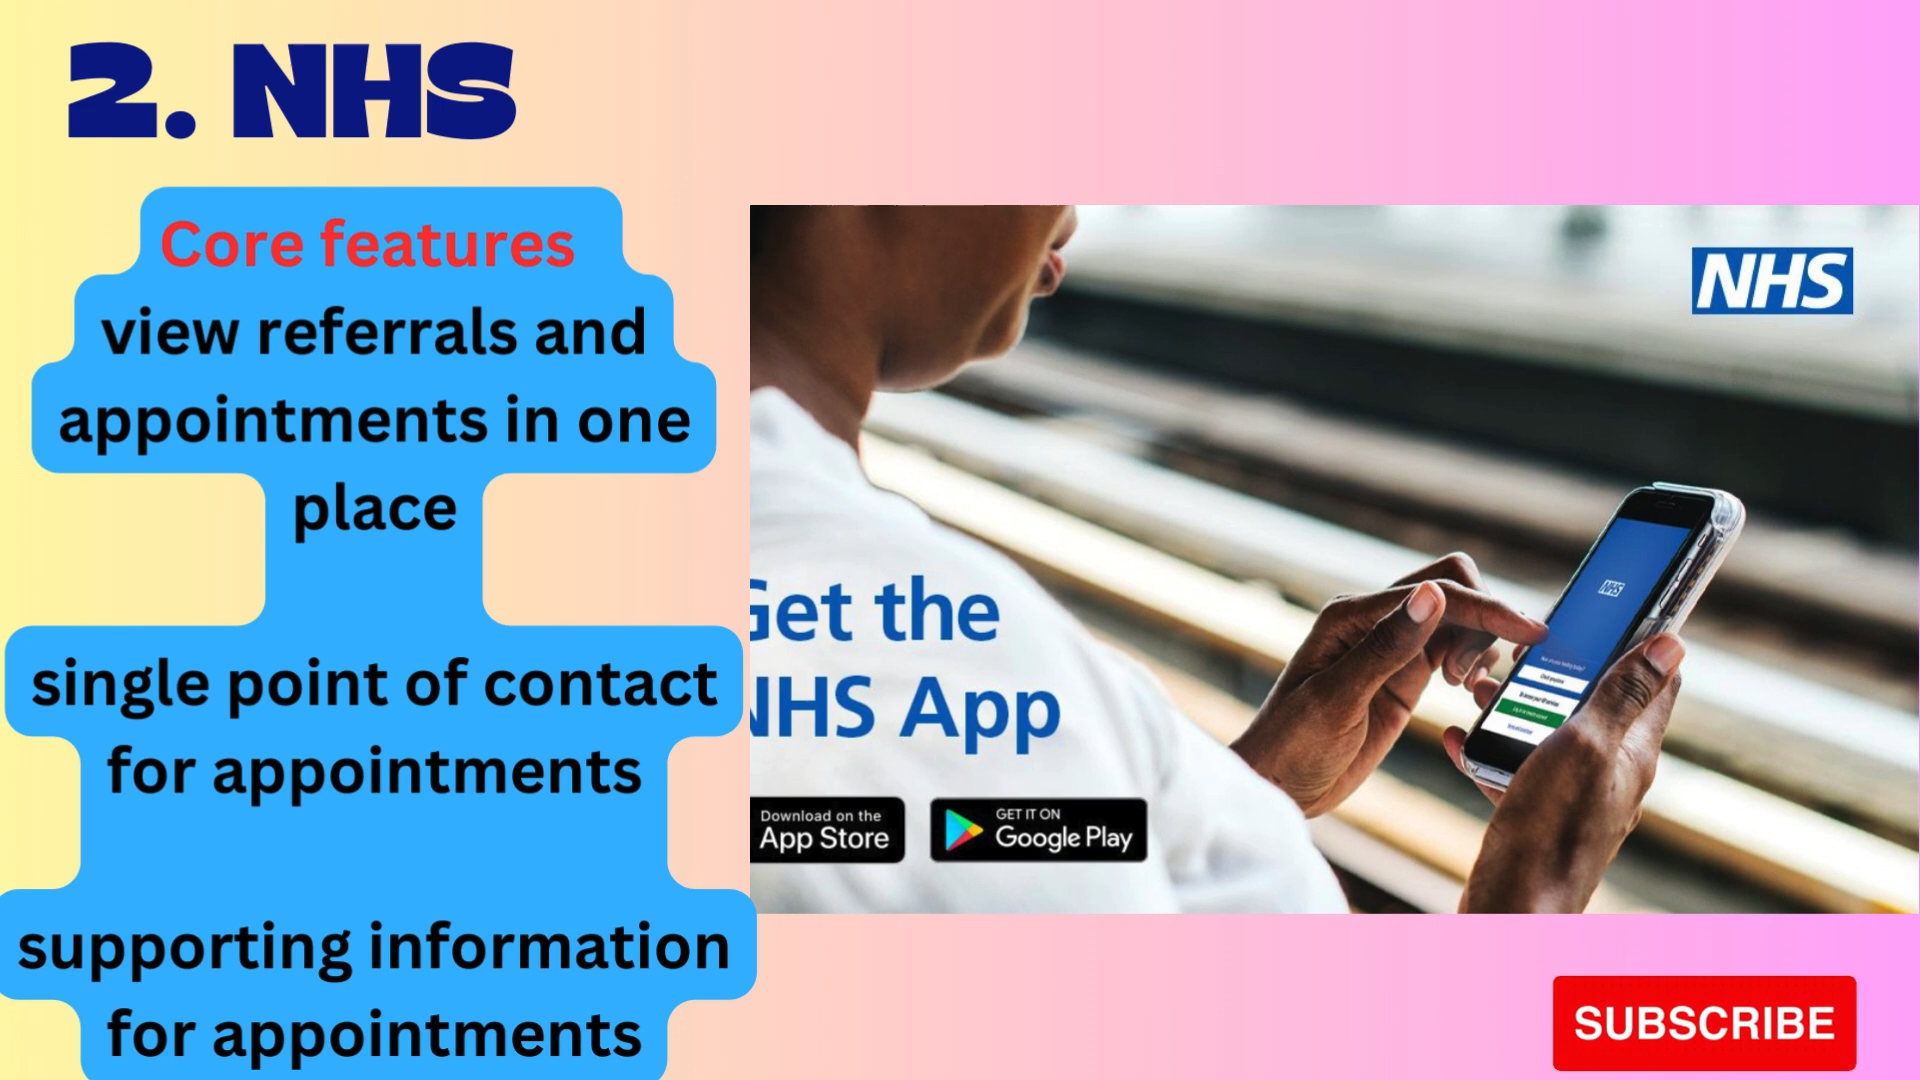 2. NHS
Core features
view referrals and
appointments in one
place
single point of contact
for appointments
supporting information
for appointments
NHS
Get the
NHS App
Download on the
App Store
GET IT ON
Google Play
NHS
SUBSCRIBE